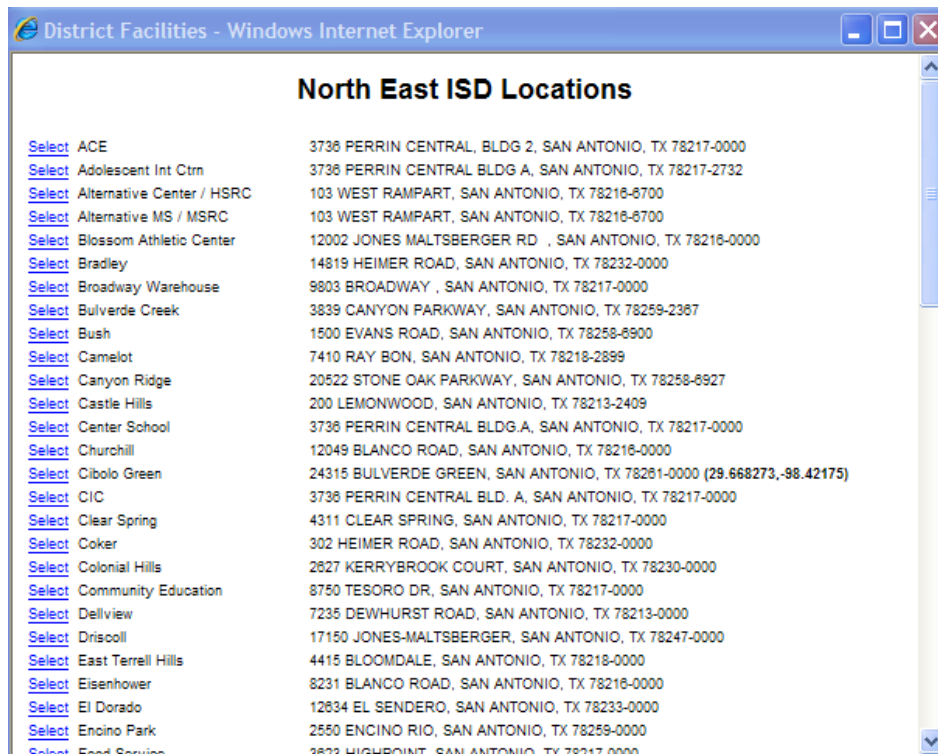 District Facilities - Windows Internet Explorer
North East ISD Locations
Select ACE 3736 PERRIN CENTRAL, BLDG 2, SAN ANTONIO, TX 78217-0000
Select Adolescent Int Ctrn 3736 PERRIN CENTRAL BLDG A, SAN ANTONIO, TX 78217-2732
Select Alternative Center / HSRC 103 WEST RAMPART, SAN ANTONIO, TX 78216-6700
Select Alternative MS / MSRC 103 WEST RAMPART, SAN ANTONIO, TX 78216-6700
Select Blossom Athletic Center 12002 JONES MALTSBERGER RD , SAN ANTONIO, TX 78216-0000
Select Bradley 14819 HEIMER ROAD, SAN ANTONIO, TX 78232-0000
Select Broadway Warehouse 9803 BROADWAY , SAN ANTONIO, TX 78217-0000
Select Bulverde Creek 3839 CANYON PARKWAY, SAN ANTONIO, TX 78259-2367
Select Bush 1500 EVANS ROAD, SAN ANTONIO, TX 78258-6900
Select Camelot 7410 RAY BON, SAN ANTONIO, TX 78218-2899
Select Canyon Ridge 20522 STONE OAK PARKWAY, SAN ANTONIO, TX 78258-6927
Select Castle Hills 200 LEMONWOOD, SAN ANTONIO, TX 78213-2409
Select Center School 3736 PERRIN CENTRAL BLDG.A, SAN ANTONIO, TX 78217-0000
Select Churchill 12049 BLANCO ROAD, SAN ANTONIO, TX 78216-0000
Select Cibolo Green 24315 BULVERDE GREEN, SAN ANTONIO, TX 78261-0000 (29.668273,-98.42175)
Select CIC 3736 PERRIN CENTRAL BLD. A, SAN ANTONIO, TX 78217-0000
Select Clear Spring 4311 CLEAR SPRING, SAN ANTONIO, TX 78217-0000
Select Coker 302 HEIMER ROAD, SAN ANTONIO, TX 78232-0000
Select Colonial Hills 2627 KERRYBROOK COURT, SAN ANTONIO, TX 78230-0000
Select Community Education 8750 TESORO DR, SAN ANTONIO, TX 78217-0000
Select Dellview 7235 DEWHURST ROAD, SAN ANTONIO, TX 78213-0000
Select Driscoll 17150 JONES-MALTSBERGER, SAN ANTONIO, TX 78247-0000
Select East Terrell Hills 4415 BLOOMDALE, SAN ANTONIO, TX 78218-0000
Select Eisenhower 8231 BLANCO ROAD, SAN ANTONIO, TX 78216-0000
Select El Dorado 12634 EL SENDERO, SAN ANTONIO, TX 78233-0000
Select Encino Park 2550 ENCINO RIO, SAN ANTONIO, TX 78259-0000
Select Food Service 3623 HIGHPOINT, SAN ANTONIO, TX 78217-0000